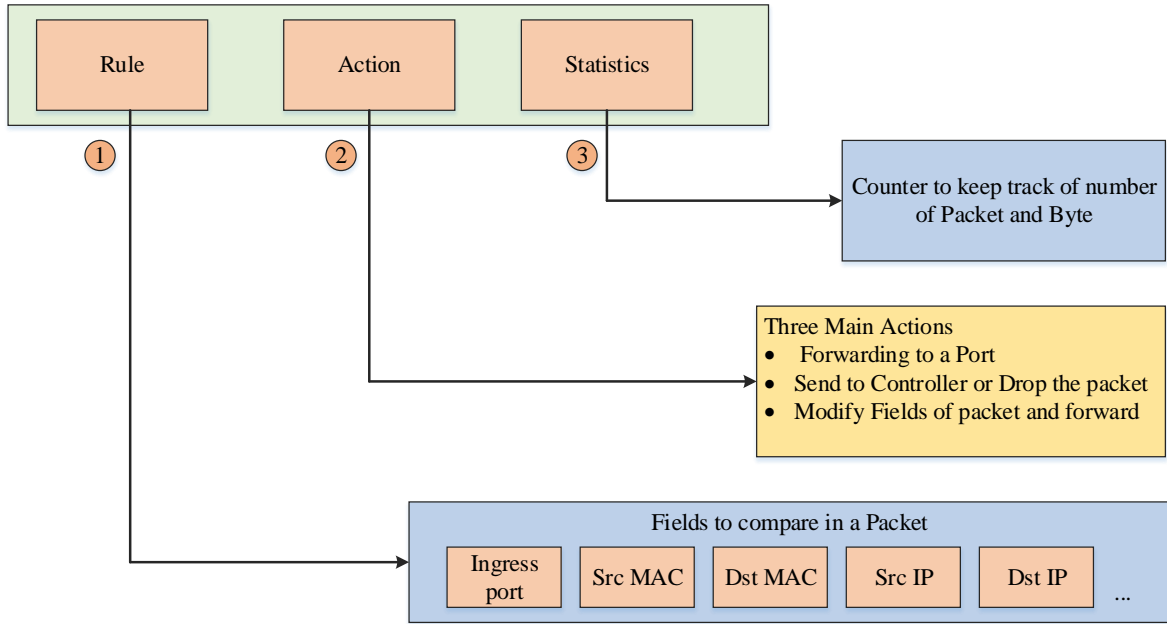 Rule
Action
Statistics
1
2
3
Counter to keep track of number
of Packet and Byte
Three Main Actions
• Forwarding to a Port
• Send to Controller or Drop the packet
• Modify Fields of packet and forward
Fields to compare in a Packet
Ingress
port
Src MAC
Dst MAC
Src IP
Dst IP
...